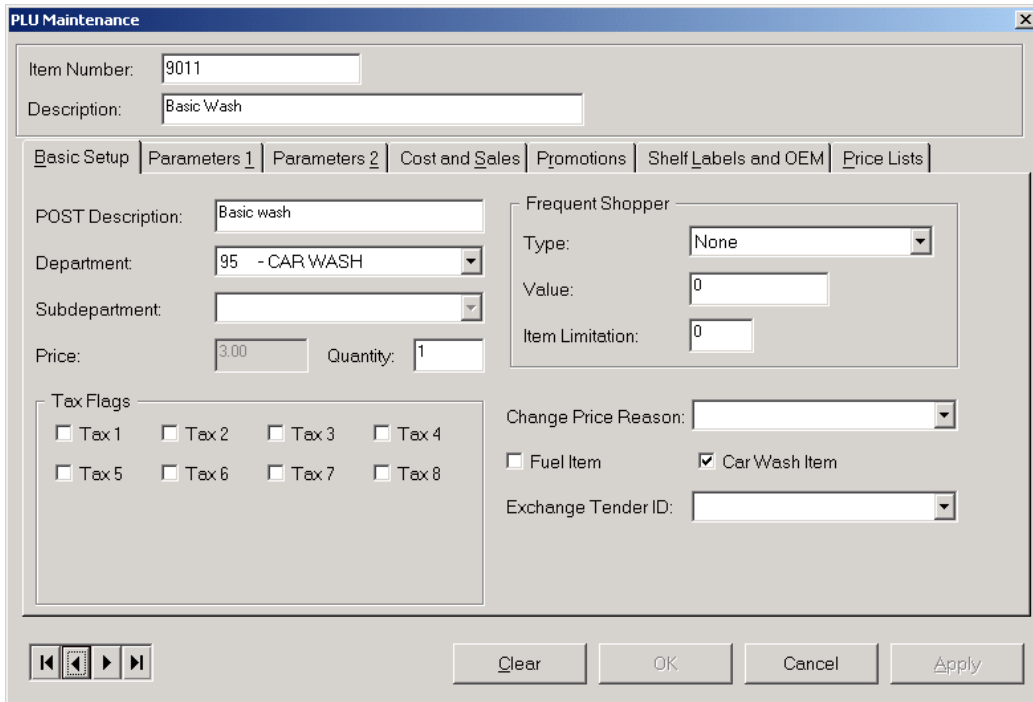 PLU Maintenance
Item Number: 9011
Description: Basic Wash
Basic Setup Parameters 1 Parameters 2 Cost and Sales Promotions Shelf Labels and OEM Price Lists
POST Description: Basic wash
Department: 95 - CAR WASH
Subdepartment:
Price: 3.00 Quantity: 1
Frequent Shopper
Type: None
Value: 0
Item Limitation: 0
Tax Flags
Tax 1 Tax 2 Tax 3 Tax 4
Tax 5 Tax 6 Tax 7 Tax 8
Change Price Reason:
Fuel Item Car Wash Item
Exchange Tender ID:
Clear OK Cancel Apply